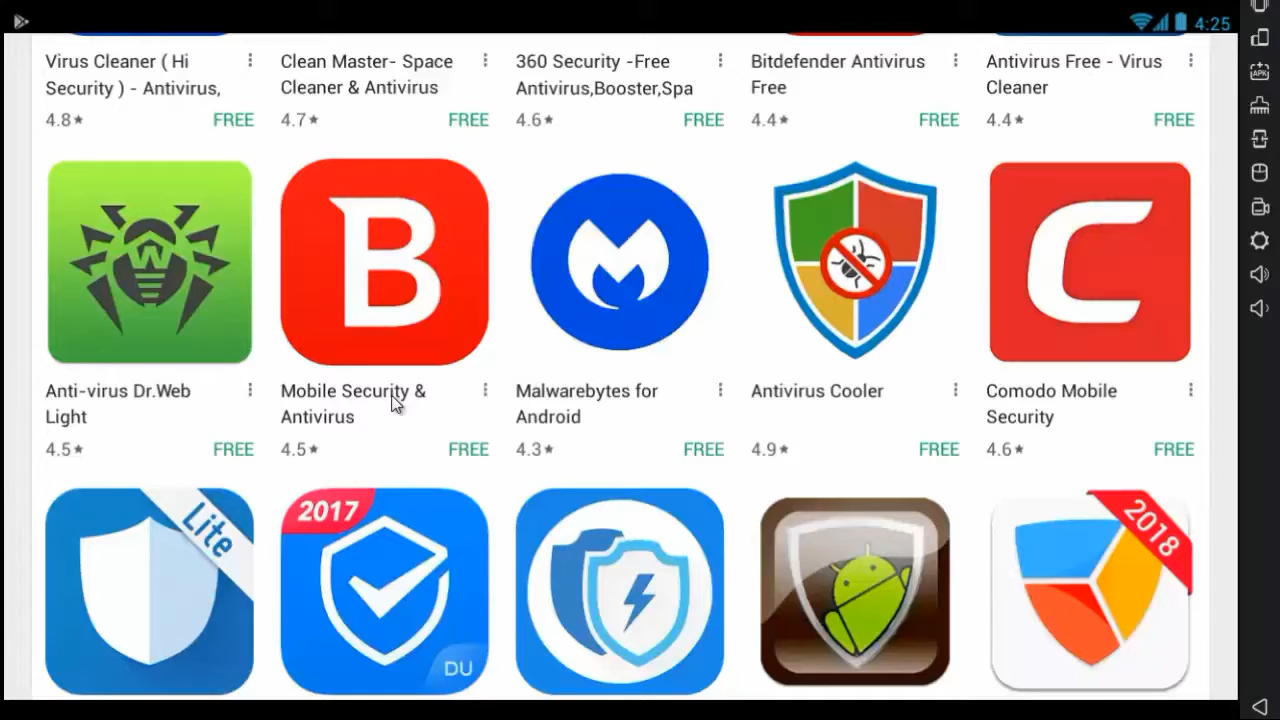 4:25
Virus Cleaner ( Hi
Security ) - Antivirus,
4.8★ FREE
Clean Master- Space
Cleaner & Antivirus
4.7★ FREE
360 Security -Free
Antivirus,Booster,Spa
4.6★ FREE
Bitdefender Antivirus
Free
4.4★ FREE
Antivirus Free - Virus
Cleaner
4.4★ FREE
W
B
C
Anti-virus Dr.Web
Light
4.5★ FREE
Mobile Security &
Antivirus
4.5★ FREE
Malwarebytes for
Android
4.3★ FREE
Antivirus Cooler
4.9★ FREE
Comodo Mobile
Security
4.6★ FREE
Lite
2017
DU
2018
APK